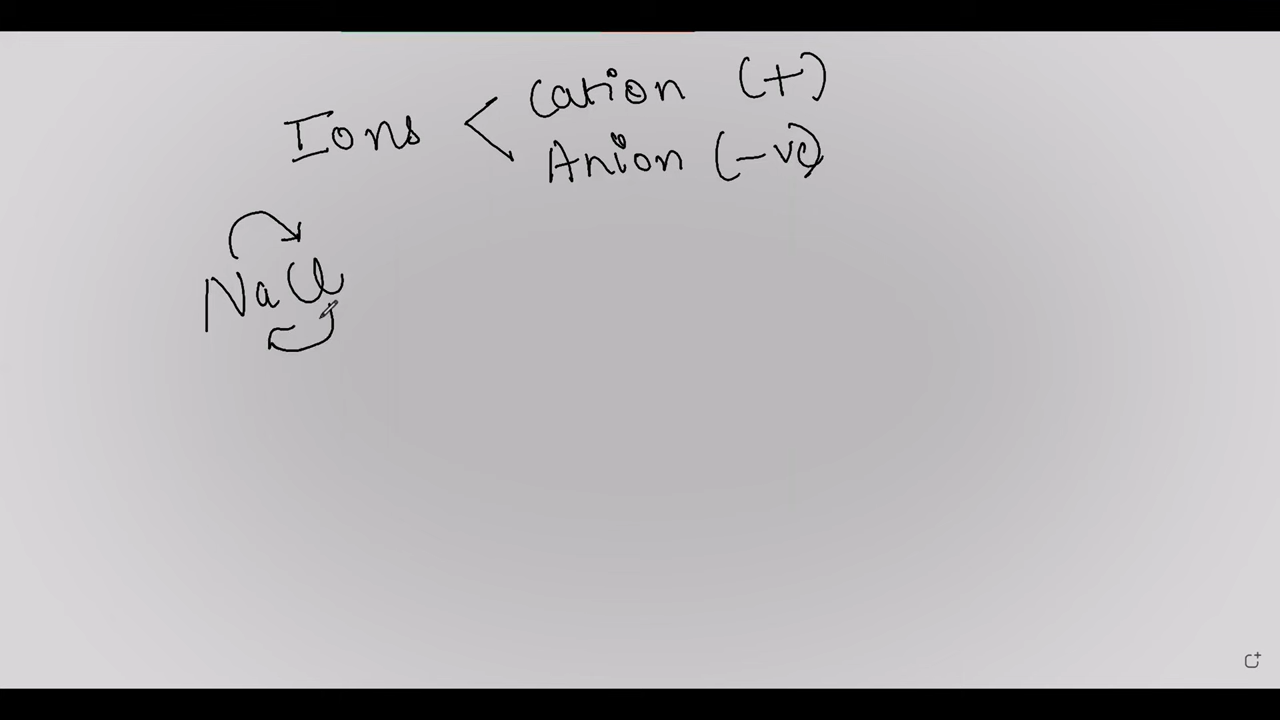 Ions < Cation (+)
Anion (-ve)
NaCl